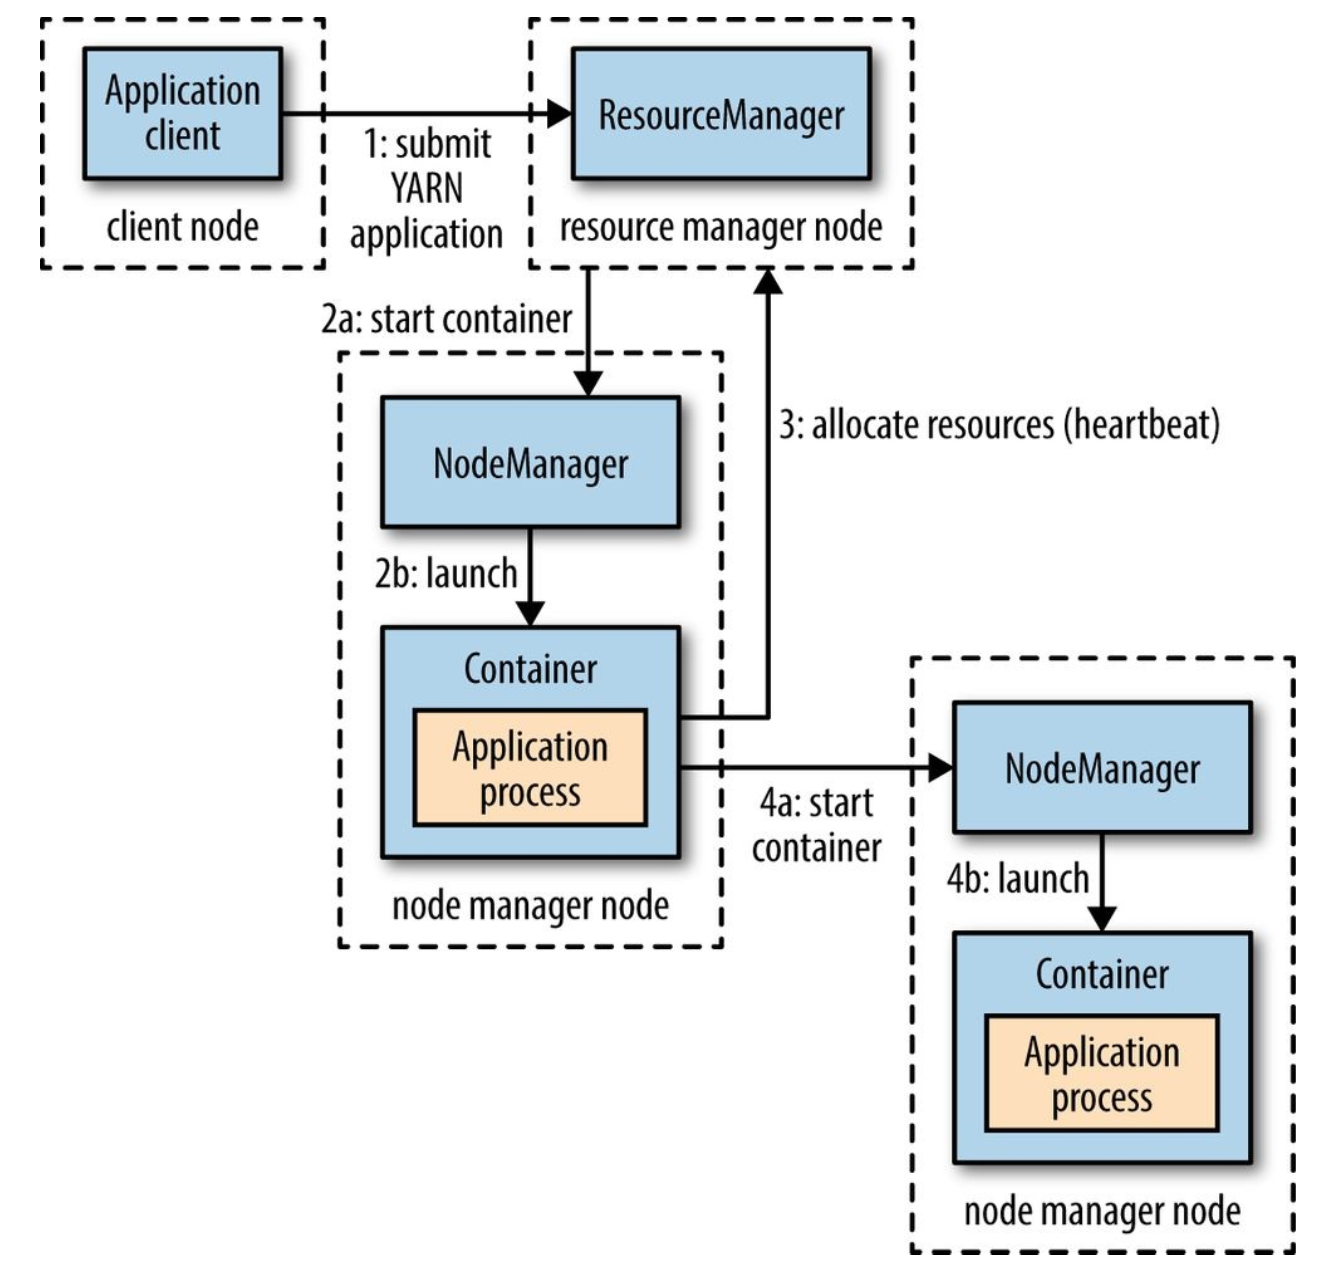 Application
client
client node
1: submit
YARN
application
ResourceManager
resource manager node
2a: start container
NodeManager
2b: launch
Container
Application
process
node manager node
3: allocate resources (heartbeat)
4a: start
container
NodeManager
4b: launch
Container
Application
process
node manager node